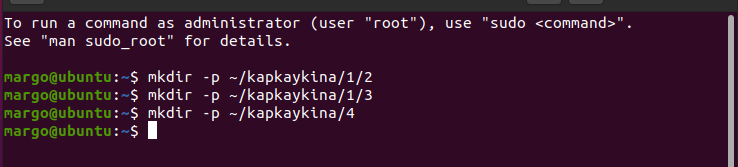 To run a command as administrator (user "root"), use "sudo <command>".
See "man sudo_root" for details.
margo@ubuntu:~$ mkdir -p ~/kapkaykina/1/2
margo@ubuntu:~$ mkdir -p ~/kapkaykina/1/3
margo@ubuntu:~$ mkdir -p ~/kapkaykina/4
margo@ubuntu:~$